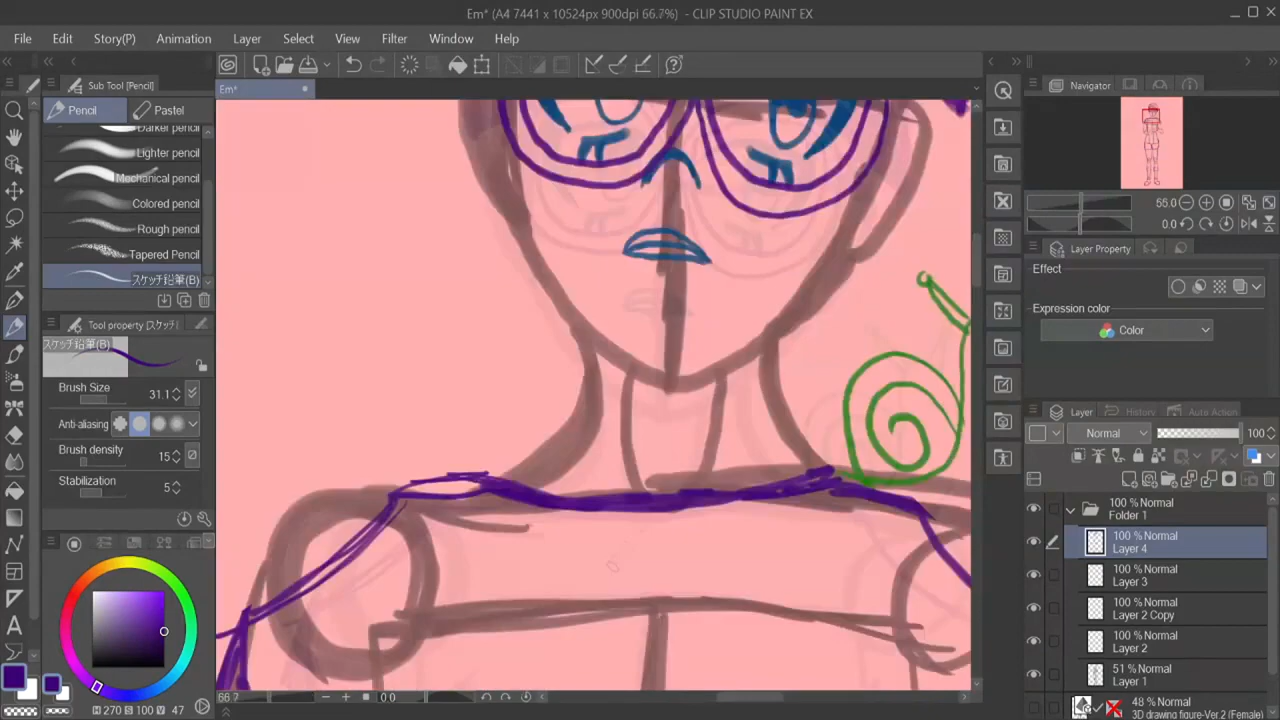 Em* (A4 7441 x 10524px 900dpi 66.7%) - CLIP STUDIO PAINT EX
File Edit Story(P) Animation Layer Select View Filter Window Help
Sub Tool [Pencil]
Em*
Navigator
Pencil Pastel
Darker pencil
Lighter pencil
Mechanical pencil
Colored pencil
Rough pencil
Tapered Pencil
スケッチ鉛筆(B)
55.0
0.0
Layer Property
Effect
Expression color
Color
Tool property [スケッチ
スケッチ鉛筆(B)
Brush Size 31.1
Anti-aliasing
Brush density 15
Stabilization 5
Layer History Auto Action
Normal 100
100 % Normal
Folder 1
100 % Normal
Layer 4
100 % Normal
Layer 3
100 % Normal
Layer 2 Copy
100 % Normal
Layer 2
51 % Normal
Layer 1
48 % Normal
3D drawing figure-Ver.2 (Female)
A
H 270 S 100 V 47
66.7 0.0